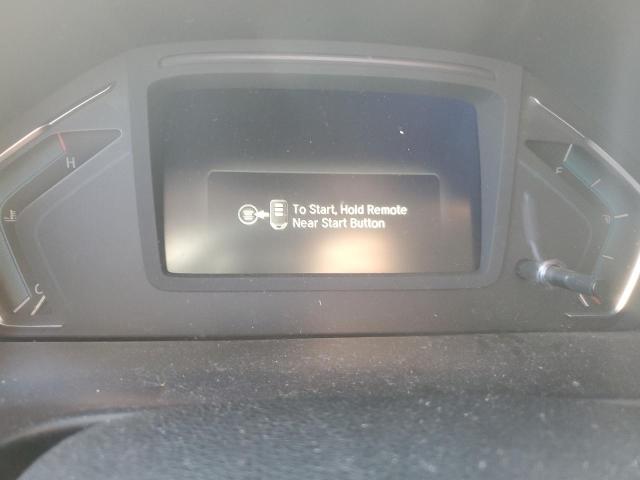 To Start, Hold Remote
Near Start Button
H
C
F